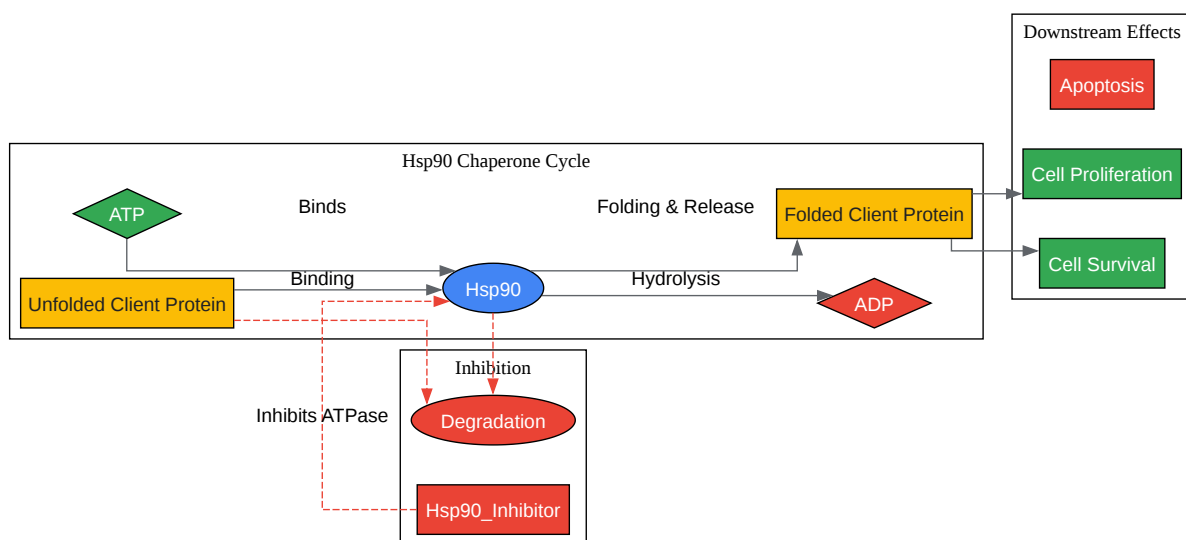 Downstream Effects
Apoptosis
Hsp90 Chaperone Cycle
Cell Proliferation
ATP
Binds
Folding & Release
Folded Client Protein
Cell Survival
Binding
Hydrolysis
Unfolded Client Protein
Hsp90
ADP
Inhibition
Inhibits ATPase
Degradation
Hsp90_Inhibitor